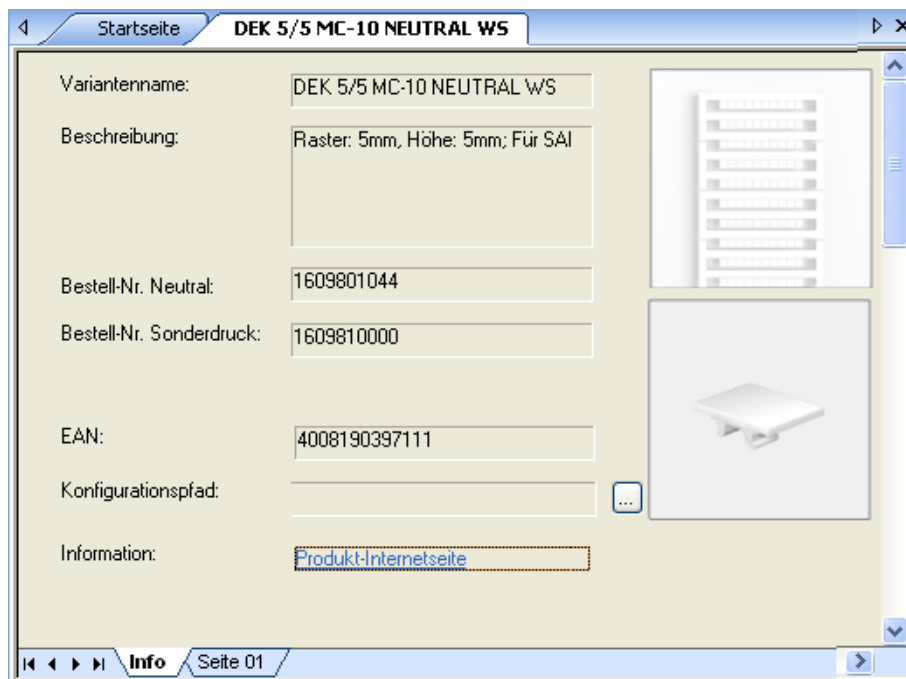 Startseite
DEK 5/5 MC-10 NEUTRAL WS
Variantenname:
DEK 5/5 MC-10 NEUTRAL WS
Beschreibung:
Raster: 5mm, Höhe: 5mm; Für SAI
Bestell-Nr. Neutral:
1609801044
Bestell-Nr. Sonderdruck:
1609810000
EAN:
4008190397111
Konfigurationspfad:
...
Information:
Produkt-Internetseite
Info
Seite 01